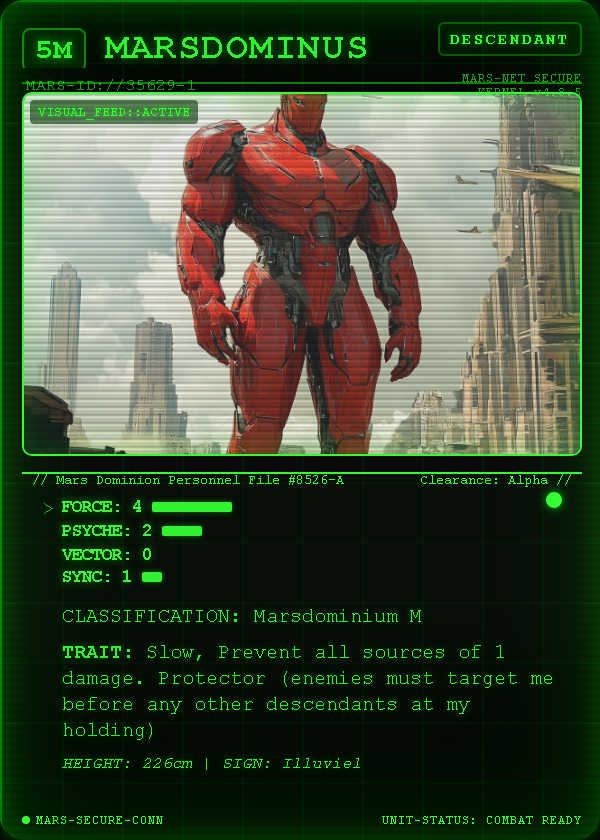 5M MARSDOMINUS DESCENDANT
MARS-ID://35629-1 MARS-NET SECURE
KERNEL v4.8.5
VISUAL_FEED::ACTIVE
// Mars Dominion Personnel File #8526-A Clearance: Alpha //
> FORCE: 4
PSYCHE: 2
VECTOR: 0
SYNC: 1
CLASSIFICATION: Marsdominium M
TRAIT: Slow, Prevent all sources of 1
damage. Protector (enemies must target me
before any other descendants at my
holding)
HEIGHT: 226cm | SIGN: Illuviel
MARS-SECURE-CONN UNIT-STATUS: COMBAT READY